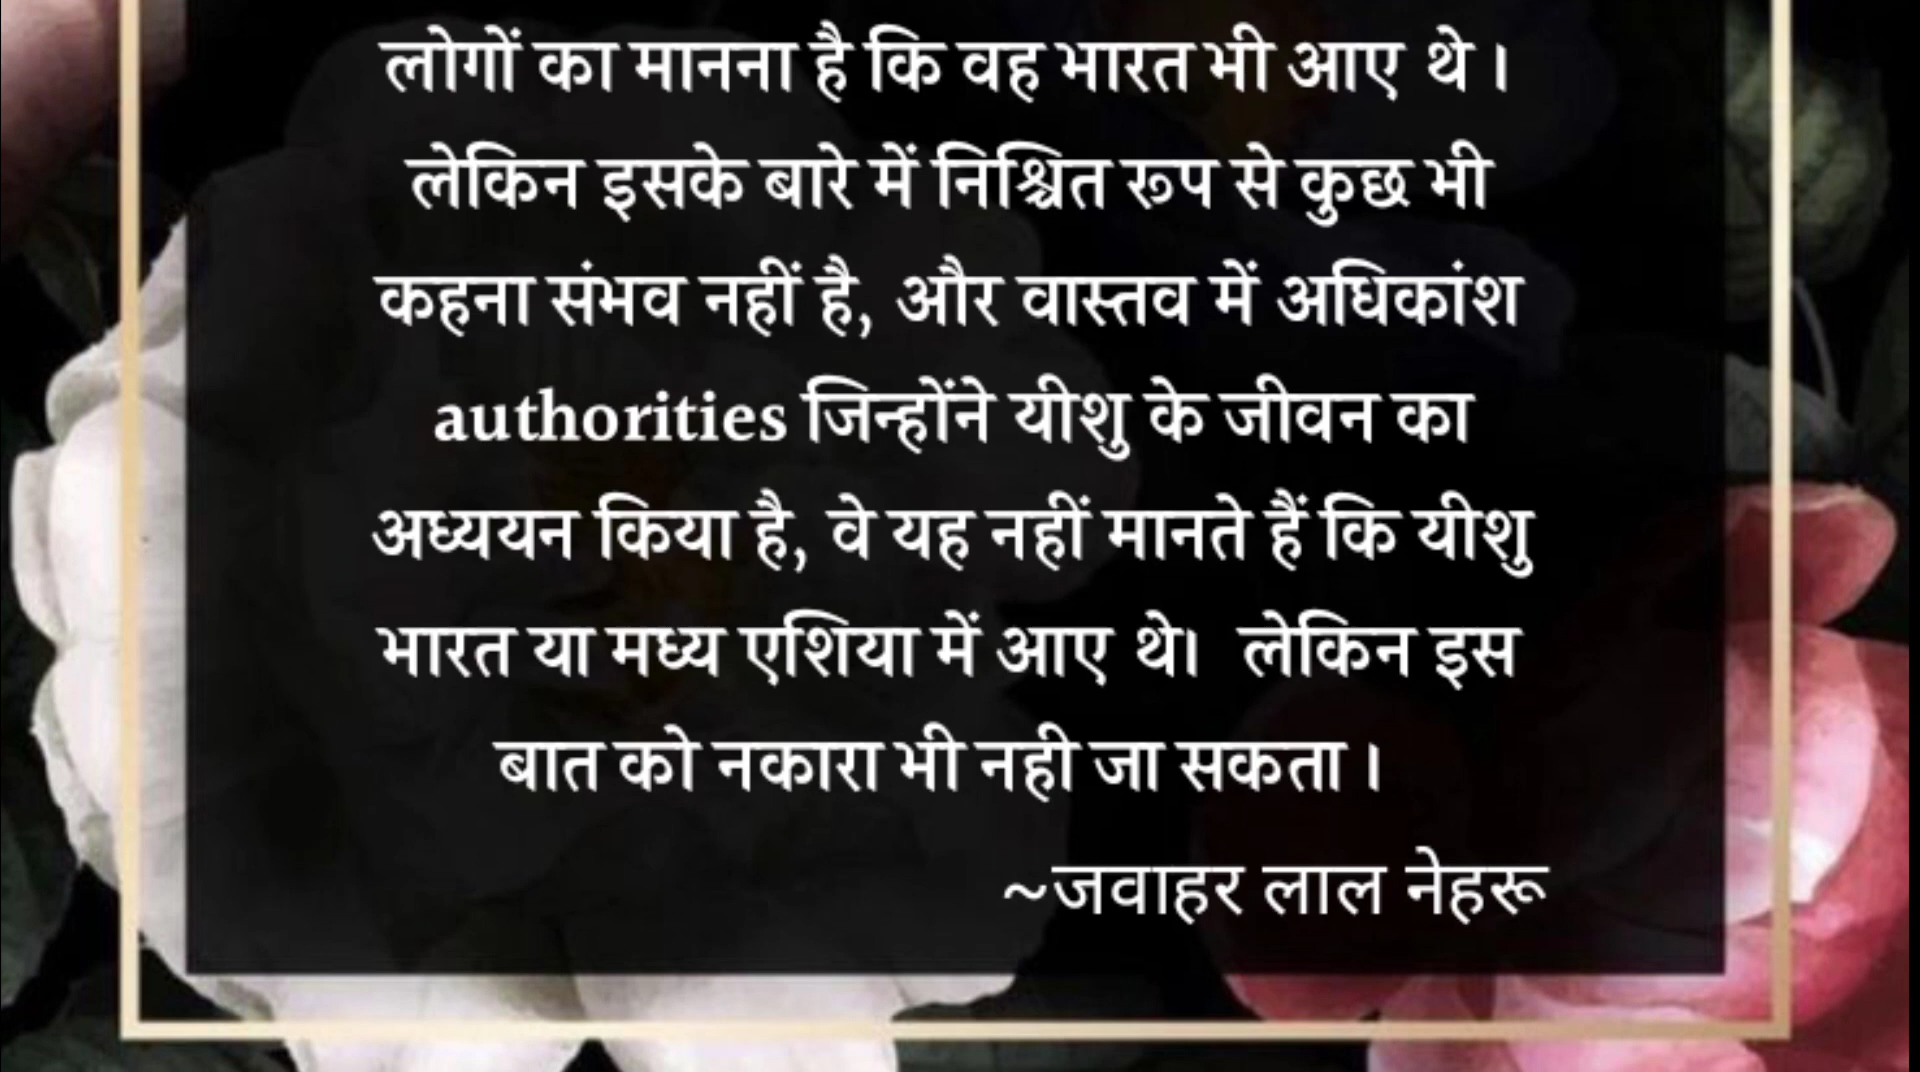 लोगों का मानना है कि वह भारत भी आए थे ।
लेकिन इसके बारे में निश्चित रूप से कुछ भी
कहना संभव नहीं है, और वास्तव में अधिकांश
authorities जिन्होंने यीशु के जीवन का
अध्ययन किया है, वे यह नहीं मानते हैं कि यीशु
भारत या मध्य एशिया में आए थे। लेकिन इस
बात को नकारा भी नही जा सकता ।
~जवाहर लाल नेहरू